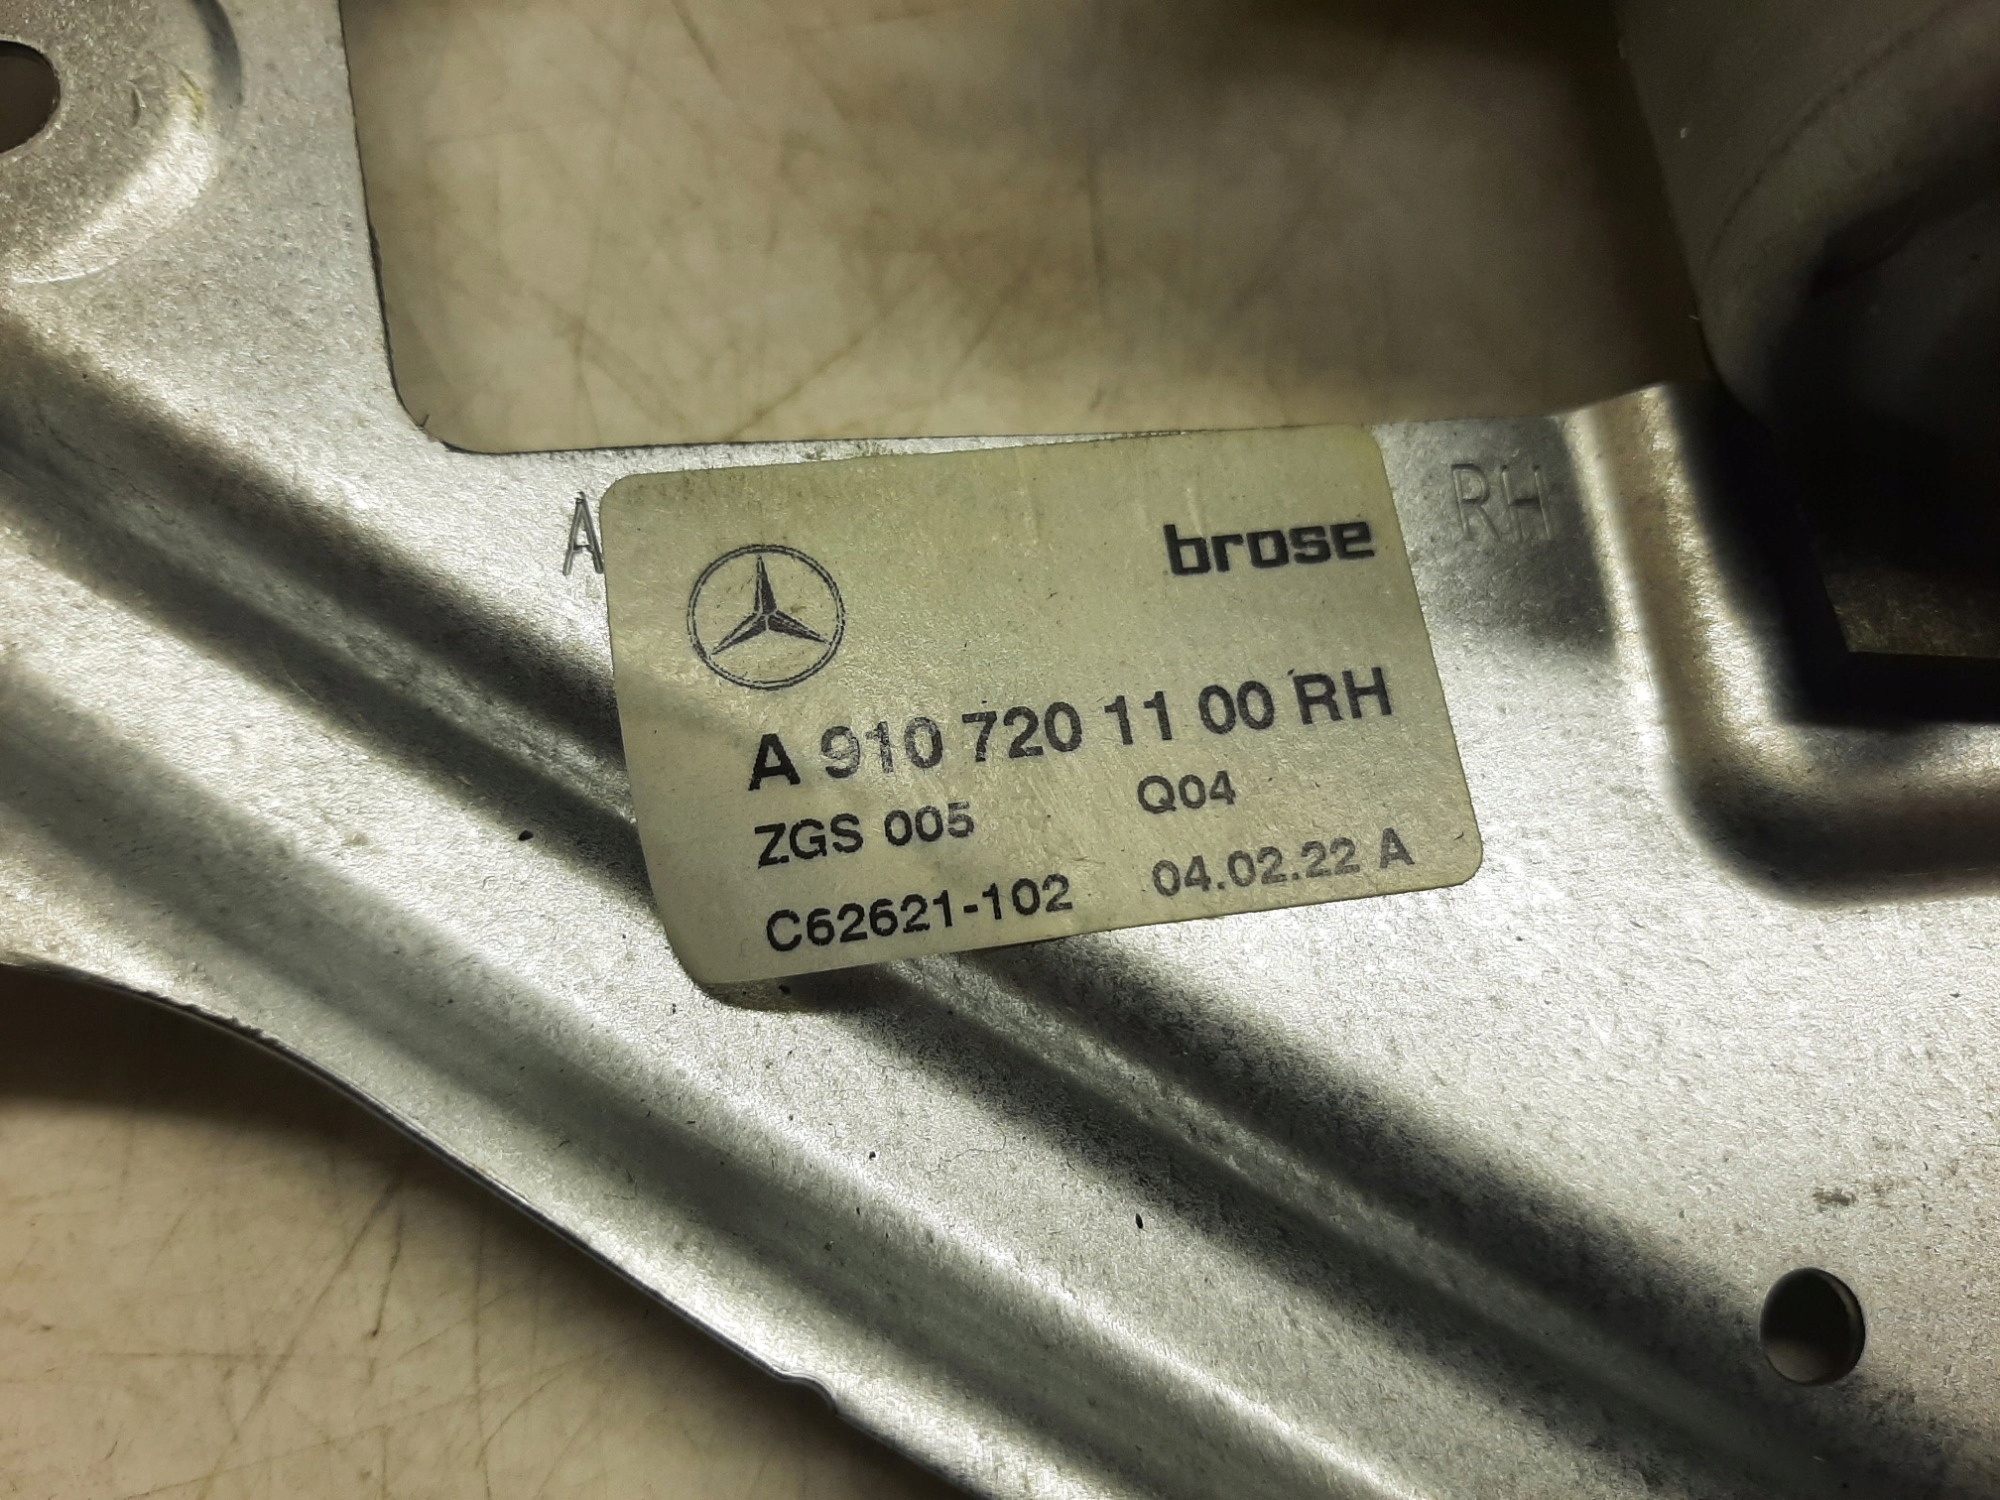 A
RH
brose
A 910 720 11 00 RH
ZGS 005 Q04
C62621-102 04.02.22 A